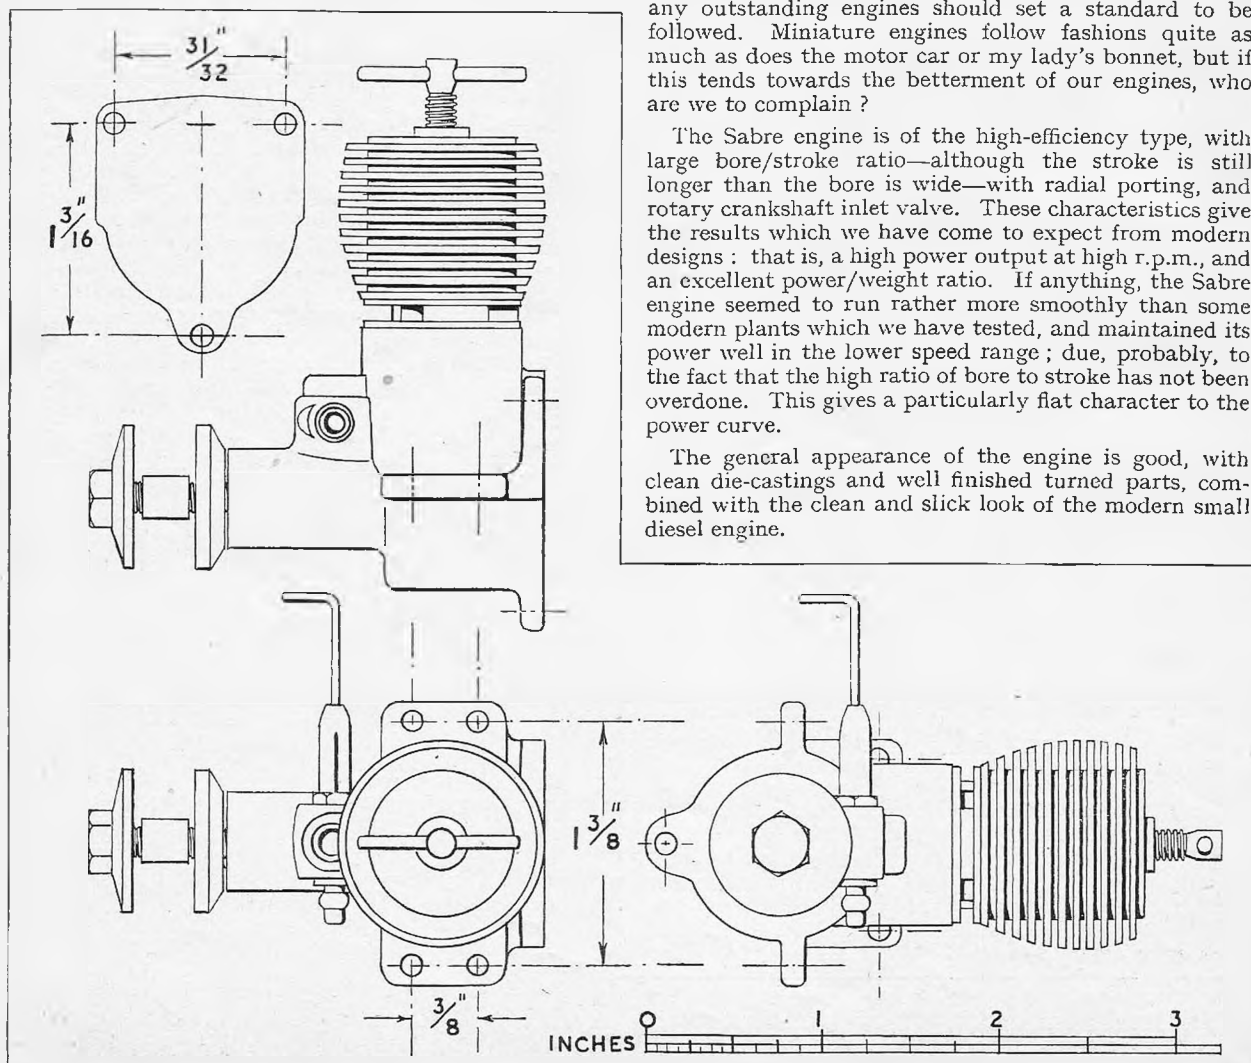 any outstanding engines should set a standard to be
followed. Miniature engines follow fashions quite as
much as does the motor car or my lady's bonnet, but if
this tends towards the betterment of our engines, who
are we to complain ?
The Sabre engine is of the high-efficiency type, with
large bore/stroke ratio—although the stroke is still
longer than the bore is wide—with radial porting, and
rotary crankshaft inlet valve. These characteristics give
the results which we have come to expect from modern
designs : that is, a high power output at high r.p.m., and
an excellent power/weight ratio. If anything, the Sabre
engine seemed to run rather more smoothly than some
modern plants which we have tested, and maintained its
power well in the lower speed range ; due, probably, to
the fact that the high ratio of bore to stroke has not been
overdone. This gives a particularly flat character to the
power curve.
The general appearance of the engine is good, with
clean die-castings and well finished turned parts, com-
bined with the clean and slick look of the modern small
diesel engine.
31/32"
1 3/16"
1 3/8"
3/8"
0 1 2 3
INCHES